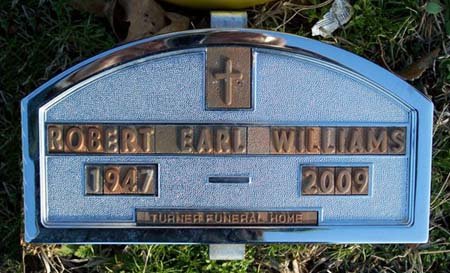 ROBERT EARL WILLIAMS
1947 — 2009
TURNER FUNERAL HOME